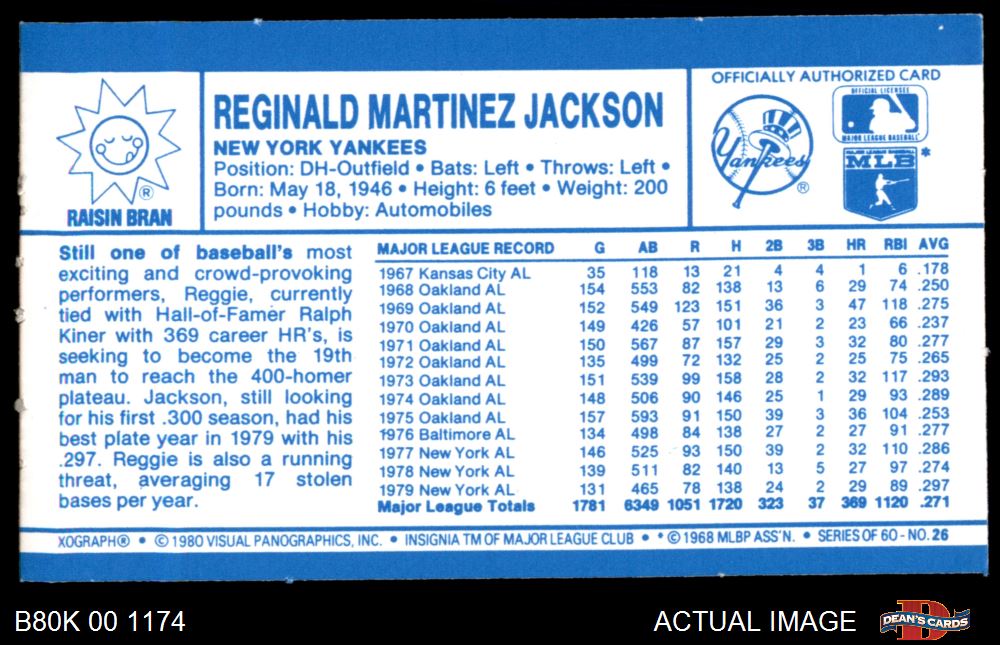 RAISIN BRAN
®
REGINALD MARTINEZ JACKSON
NEW YORK YANKEES
Position: DH-Outfield • Bats: Left • Throws: Left •
Born: May 18, 1946 • Height: 6 feet • Weight: 200
pounds • Hobby: Automobiles
OFFICIALLY AUTHORIZED CARD
Yankees
®
OFFICIAL LICENSEE
MAJOR LEAGUE BASEBALL
MAJOR LEAGUE BASEBALL
MLB *
Still one of baseball's most
exciting and crowd-provoking
performers, Reggie, currently
tied with Hall-of-Famer Ralph
Kiner with 369 career HR's, is
seeking to become the 19th
man to reach the 400-homer
plateau. Jackson, still looking
for his first .300 season, had his
best plate year in 1979 with his
.297. Reggie is also a running
threat, averaging 17 stolen
bases per year.
MAJOR LEAGUE RECORD G AB R H 2B 3B HR RBI AVG
1967 Kansas City AL 35 118 13 21 4 4 1 6 .178
1968 Oakland AL 154 553 82 138 13 6 29 74 .250
1969 Oakland AL 152 549 123 151 36 3 47 118 .275
1970 Oakland AL 149 426 57 101 21 2 23 66 .237
1971 Oakland AL 150 567 87 157 29 3 32 80 .277
1972 Oakland AL 135 499 72 132 25 2 25 75 .265
1973 Oakland AL 151 539 99 158 28 2 32 117 .293
1974 Oakland AL 148 506 90 146 25 1 29 93 .289
1975 Oakland AL 157 593 91 150 39 3 36 104 .253
1976 Baltimore AL 134 498 84 138 27 2 27 91 .277
1977 New York AL 146 525 93 150 39 2 32 110 .286
1978 New York AL 139 511 82 140 13 5 27 97 .274
1979 New York AL 131 465 78 138 24 2 29 89 .297
Major League Totals 1781 6349 1051 1720 323 37 369 1120 .271
XOGRAPH® • © 1980 VISUAL PANOGRAPHICS, INC. • INSIGNIA TM OF MAJOR LEAGUE CLUB • * © 1968 MLBP ASS'N. • SERIES OF 60 - NO. 26
B80K 00 1174
ACTUAL IMAGE
D
DEAN'S CARDS